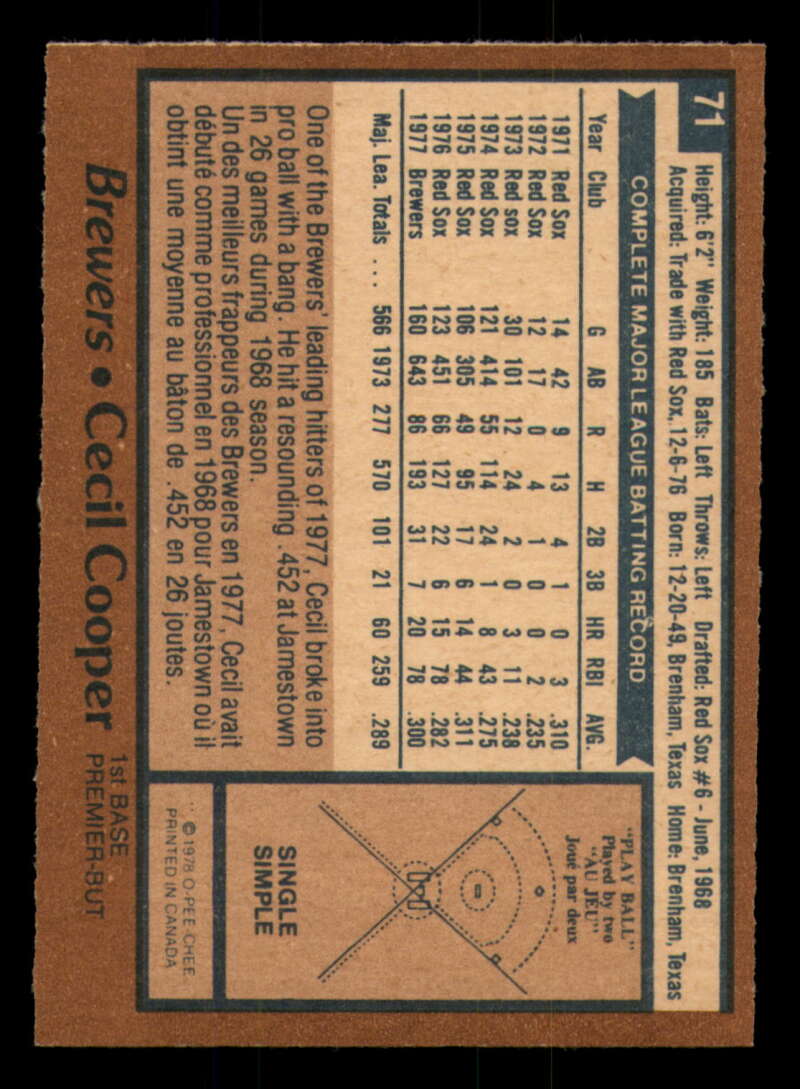 71
Height: 6'2" Weight: 185 Bats: Left Throws: Left Drafted: Red Sox #6 - June, 1968
Acquired: Trade with Red Sox, 12-6-76 Born: 12-20-49, Brenham, Texas Home: Brenham, Texas
COMPLETE MAJOR LEAGUE BATTING RECORD
Year Club G AB R H 2B 3B HR RBI AVG.
1971 Red Sox 14 42 9 13 4 1 0 3 .310
1972 Red Sox 12 17 0 4 1 0 0 2 .235
1973 Red sox 30 101 12 24 2 0 3 11 .238
1974 Red Sox 121 414 55 114 24 1 8 43 .275
1975 Red Sox 106 305 49 95 17 6 14 44 .311
1976 Red Sox 123 451 66 127 22 6 15 78 .282
1977 Brewers 160 643 86 193 31 7 20 78 .300
Maj. Lea. Totals ... 566 1973 277 570 101 21 60 259 .289
One of the Brewers' leading hitters of 1977, Cecil broke into
pro ball with a bang. He hit a resounding .452 at Jamestown
in 26 games during 1968 season.
Un des meilleurs frappeurs des Brewers en 1977, Cecil avait
débuté comme professionnel en 1968 pour Jamestown où il
obtint une moyenne au bâton de .452 en 26 joutes.
"PLAY BALL"
Played by two
"AU JEU"
Joué par deux
SINGLE
SIMPLE
... © 1978 O-PEE-CHEE
PRINTED IN CANADA
Brewers • Cecil Cooper
1st BASE
PREMIER-BUT